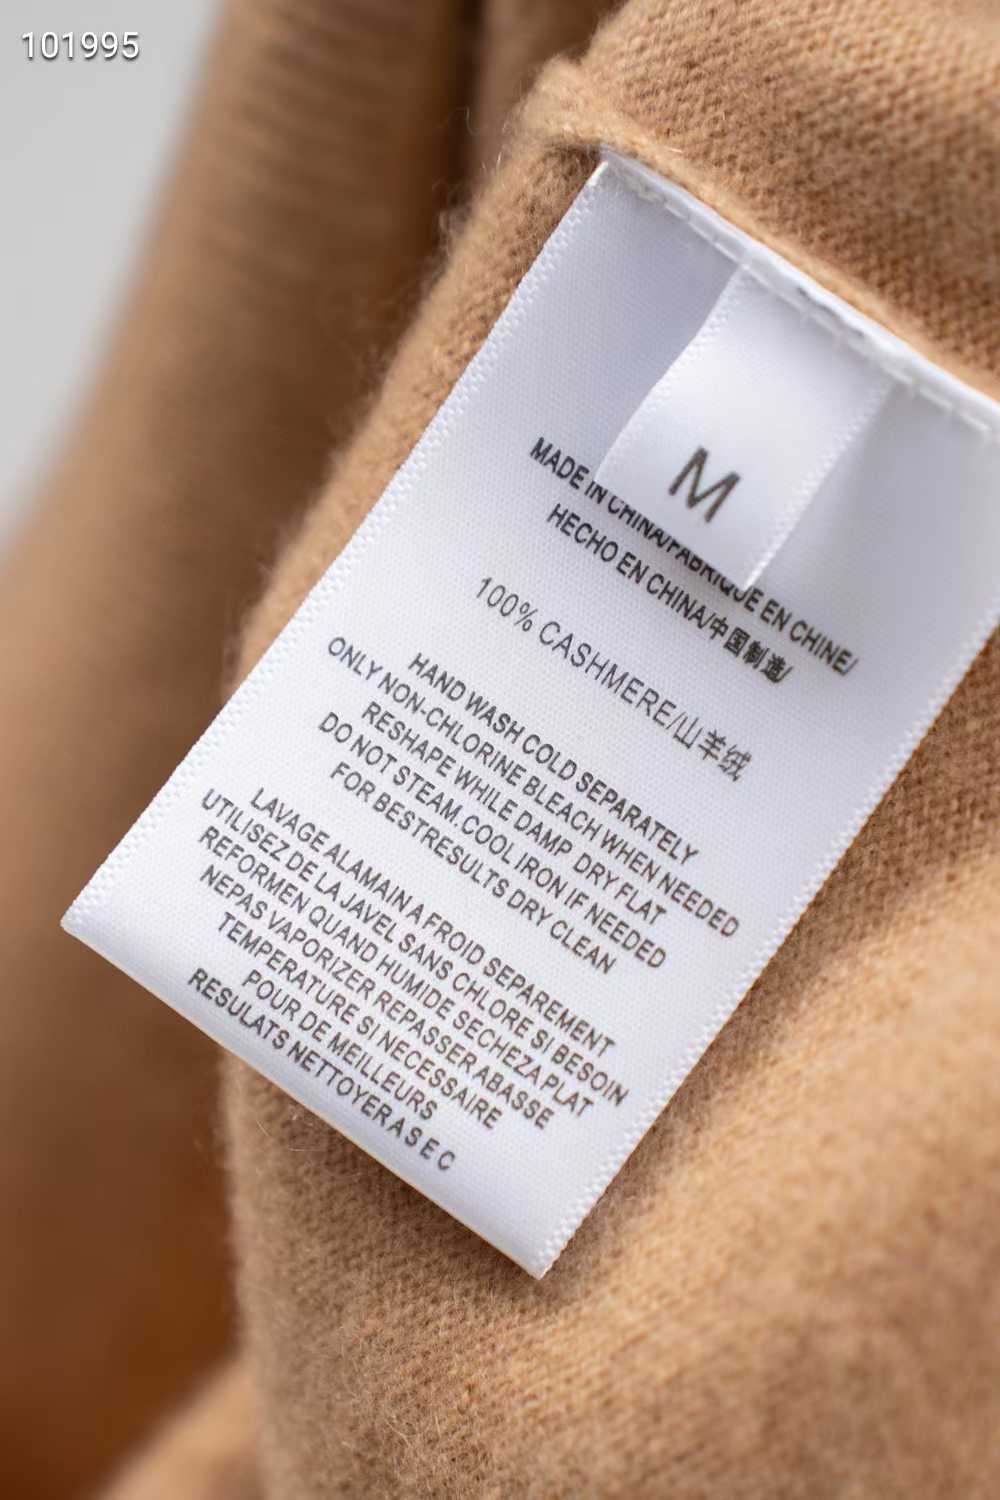 101995
M
MADE IN CHINA/FABRIQUE EN CHINE/
HECHO EN CHINA/中国制造/
100% CASHMERE/山羊绒
HAND WASH COLD SEPARATELY
ONLY NON-CHLORINE BLEACH WHEN NEEDED
RESHAPE WHILE DAMP DRY FLAT
DO NOT STEAM.COOL IRON IF NEEDED
FOR BESTRESULTS DRY CLEAN
LAVAGE ALAMAIN A FROID SEPAREMENT
UTILISEZ DE LA JAVEL SANS CHLORE SI BESOIN
REFORMEN QUAND HUMIDE SECHEZA PLAT
NEPAS VAPORIZER REPASSER ABASSE
TEMPERATURE SI NECESSAIRE
POUR DE MEILLEURS
RESULATS NETTOYER A S E C